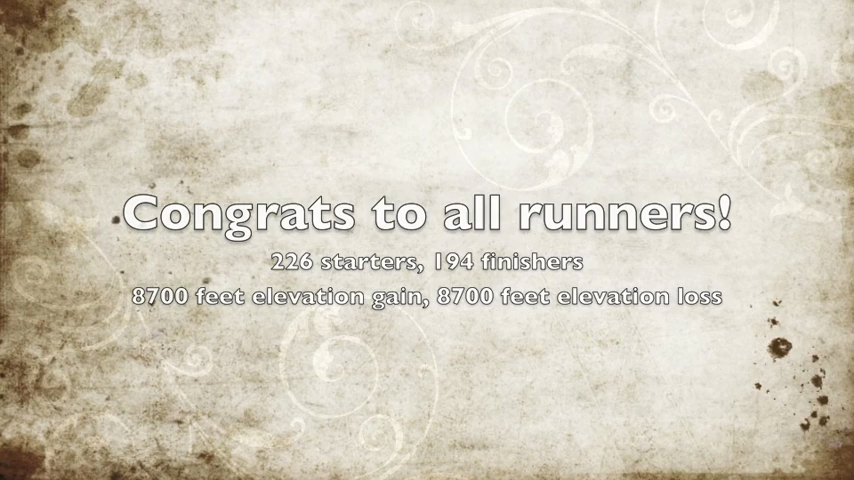 Congrats to all runners!
226 starters, 194 finishers
8700 feet elevation gain, 8700 feet elevation loss